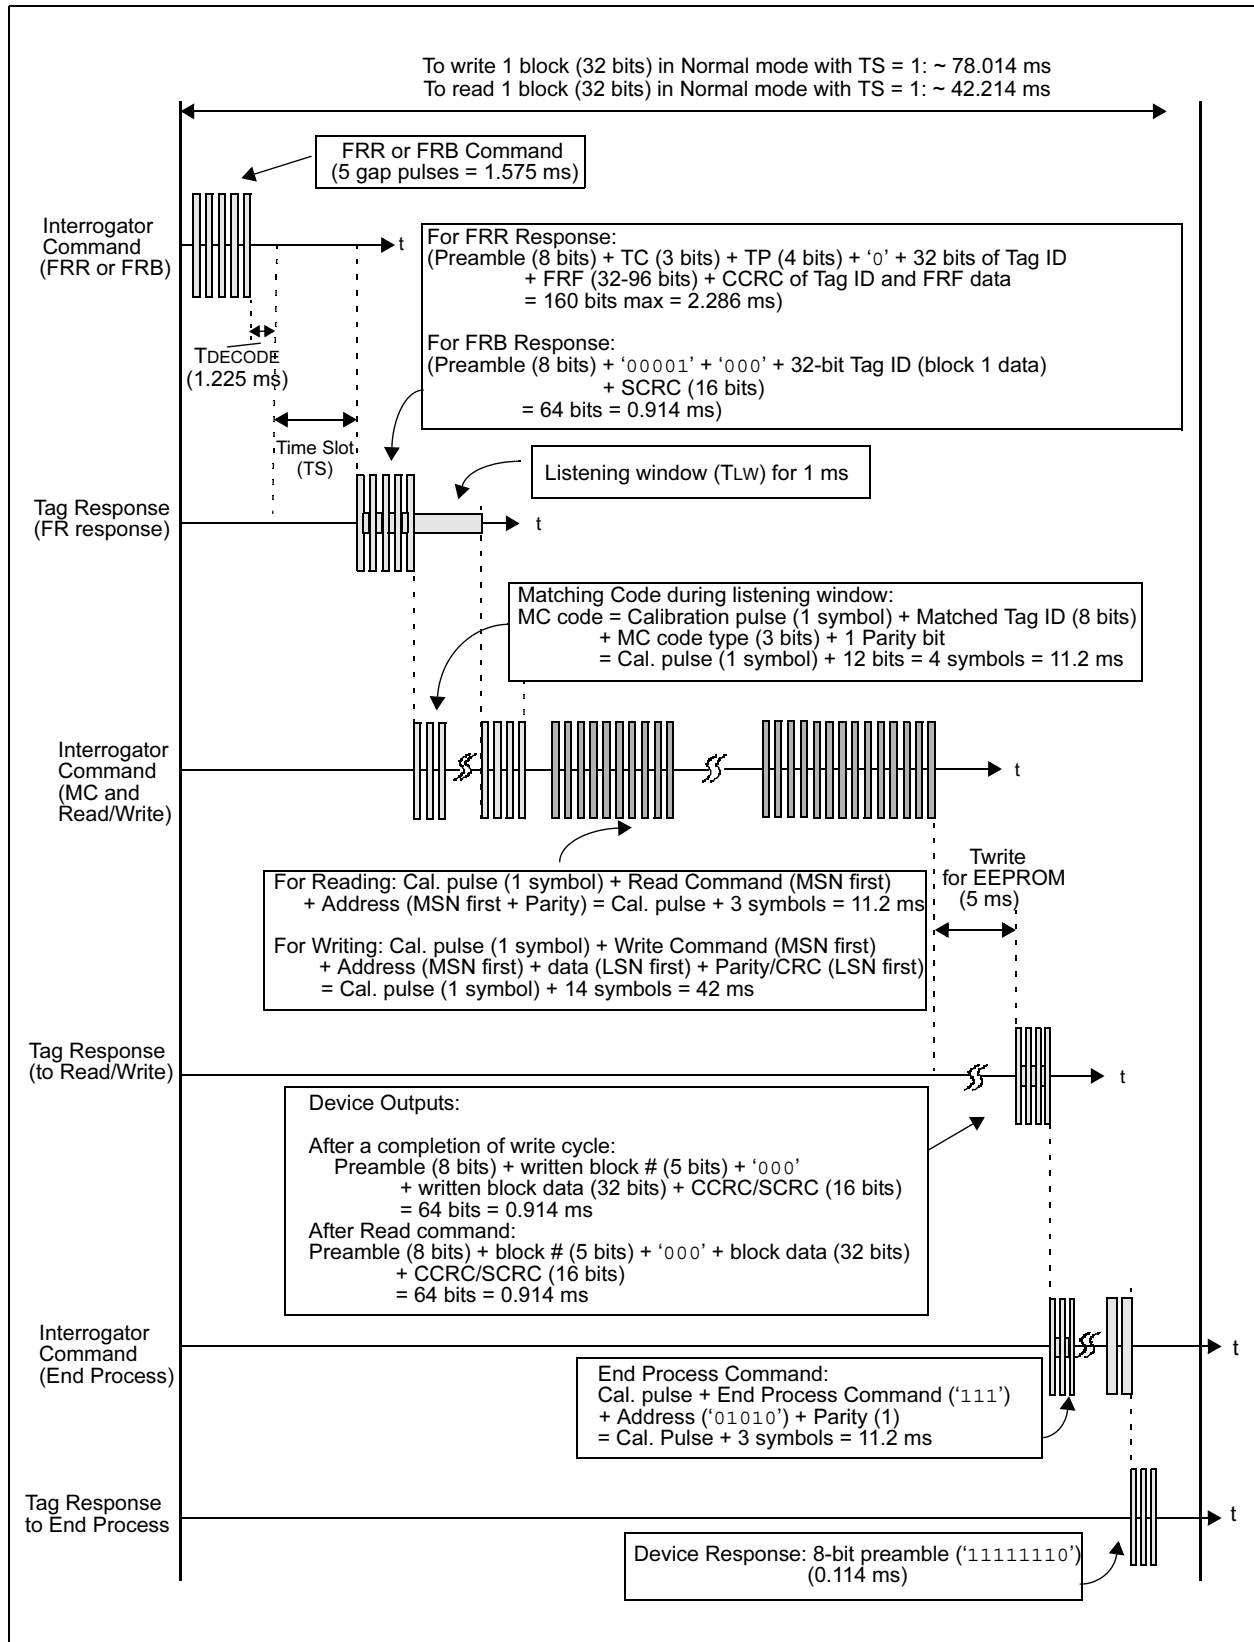 To write 1 block (32 bits) in Normal mode with TS = 1: ~ 78.014 ms
To read 1 block (32 bits) in Normal mode with TS = 1: ~ 42.214 ms
FRR or FRB Command
(5 gap pulses = 1.575 ms)
Interrogator
Command
(FRR or FRB)
t
For FRR Response:
(Preamble (8 bits) + TC (3 bits) + TP (4 bits) + ‘0’ + 32 bits of Tag ID
+ FRF (32-96 bits) + CCRC of Tag ID and FRF data
= 160 bits max = 2.286 ms)
For FRB Response:
(Preamble (8 bits) + ‘00001’ + ‘000’ + 32-bit Tag ID (block 1 data)
+ SCRC (16 bits)
= 64 bits = 0.914 ms)
TDECODE
(1.225 ms)
Time Slot
(TS)
Listening window (TLW) for 1 ms
Tag Response
(FR response)
t
Matching Code during listening window:
MC code = Calibration pulse (1 symbol) + Matched Tag ID (8 bits)
+ MC code type (3 bits) + 1 Parity bit
= Cal. pulse (1 symbol) + 12 bits = 4 symbols = 11.2 ms
Interrogator
Command
(MC and
Read/Write)
t
For Reading: Cal. pulse (1 symbol) + Read Command (MSN first)
+ Address (MSN first + Parity) = Cal. pulse + 3 symbols = 11.2 ms
For Writing: Cal. pulse (1 symbol) + Write Command (MSN first)
+ Address (MSN first) + data (LSN first) + Parity/CRC (LSN first)
= Cal. pulse (1 symbol) + 14 symbols = 42 ms
Twrite
for EEPROM
(5 ms)
Tag Response
(to Read/Write)
t
Device Outputs:
After a completion of write cycle:
Preamble (8 bits) + written block # (5 bits) + ‘000’
+ written block data (32 bits) + CCRC/SCRC (16 bits)
= 64 bits = 0.914 ms
After Read command:
Preamble (8 bits) + block # (5 bits) + ‘000’ + block data (32 bits)
+ CCRC/SCRC (16 bits)
= 64 bits = 0.914 ms
Interrogator
Command
(End Process)
t
End Process Command:
Cal. pulse + End Process Command (‘111’)
+ Address (‘01010’) + Parity (1)
= Cal. Pulse + 3 symbols = 11.2 ms
Tag Response
to End Process
t
Device Response: 8-bit preamble (‘11111110’)
(0.114 ms)